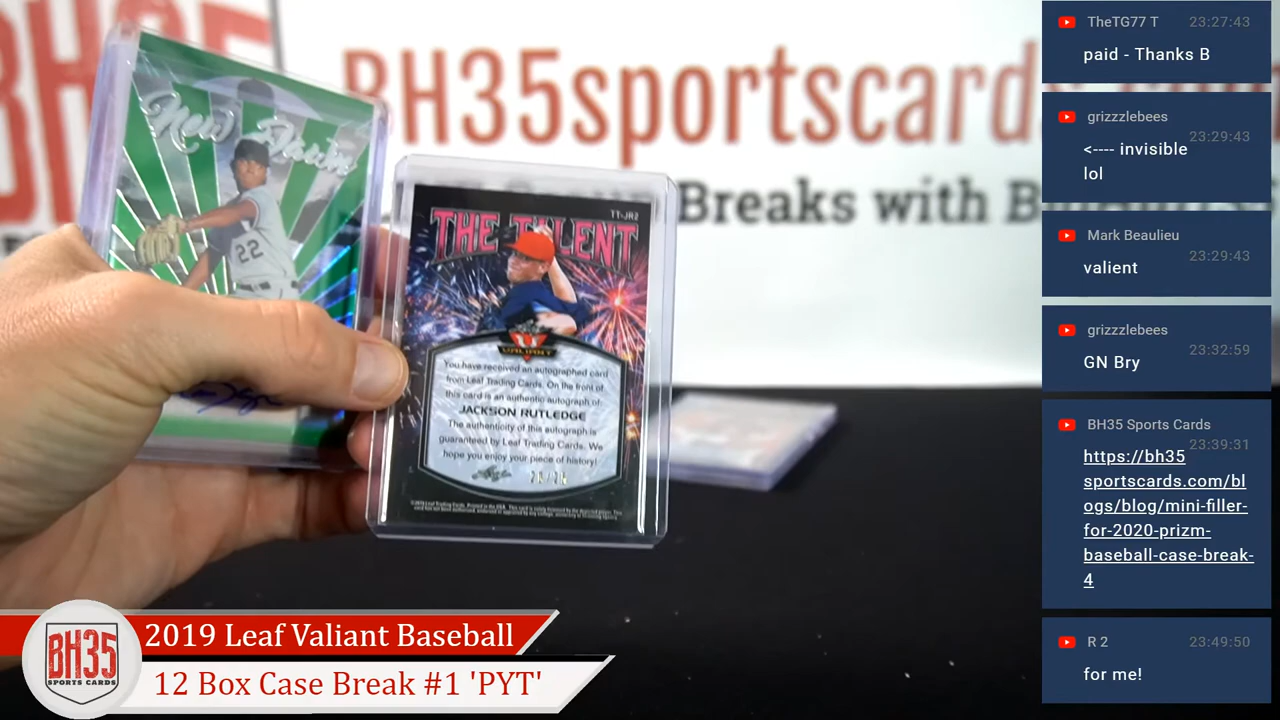 BH35sportscards
Breaks with B
New Dawn
22
TT-JR2
THE TALENT
VALIANT
You have received an autographed card
from Leaf Trading Cards. On the front of
this card is an authentic autograph of:
JACKSON RUTLEDGE
The authenticity of this autograph is
guaranteed by Leaf Trading Cards. We
hope you enjoy your piece of history!
2019 Leaf Valiant Baseball
12 Box Case Break #1 'PYT'
BH35
SPORTS CARDS
TheTG77 T 23:27:43
paid - Thanks B
grizzzlebees 23:29:43
<---- invisible
lol
Mark Beaulieu 23:29:43
valient
grizzzlebees 23:32:59
GN Bry
BH35 Sports Cards 23:39:31
https://bh35
sportscards.com/bl
ogs/blog/mini-filler-
for-2020-prizm-
baseball-case-break-
4
R 2 23:49:50
for me!